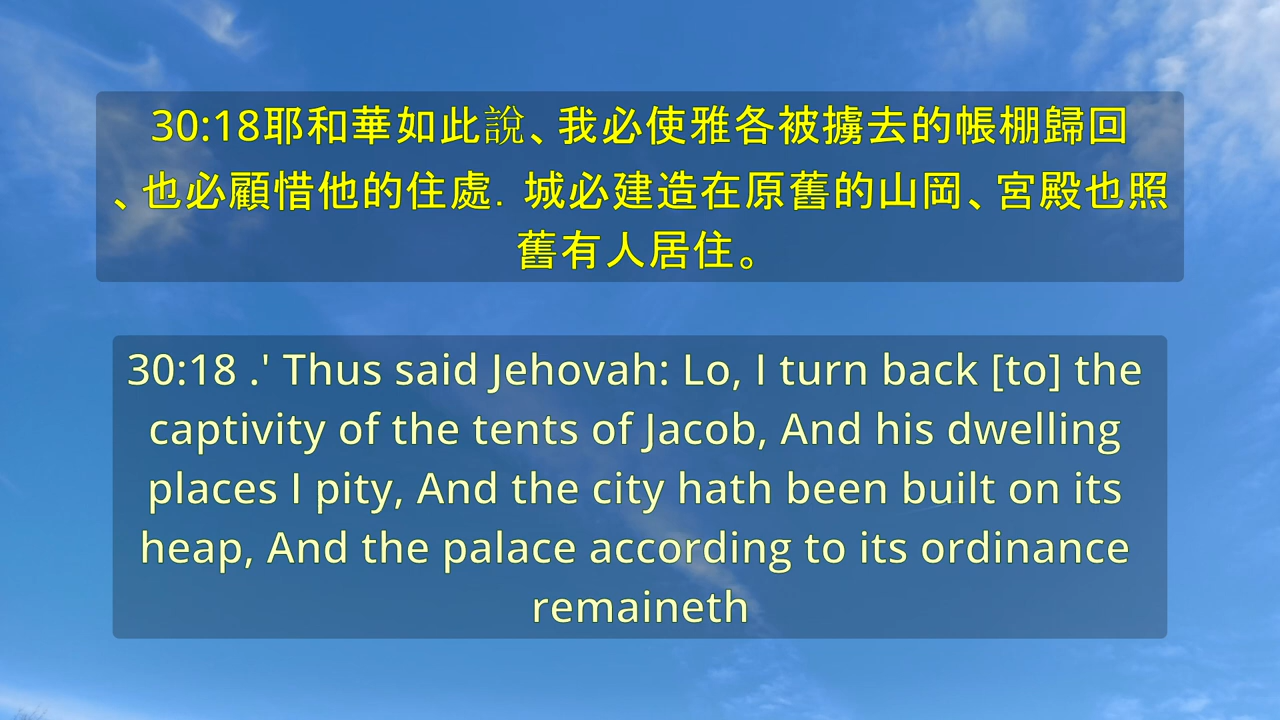 30:18耶和華如此說、我必使雅各被擄去的帳棚歸回
、也必顧惜他的住處．城必建造在原舊的山岡、宮殿也照
舊有人居住。
30:18 .' Thus said Jehovah: Lo, I turn back [to] the
captivity of the tents of Jacob, And his dwelling
places I pity, And the city hath been built on its
heap, And the palace according to its ordinance
remaineth